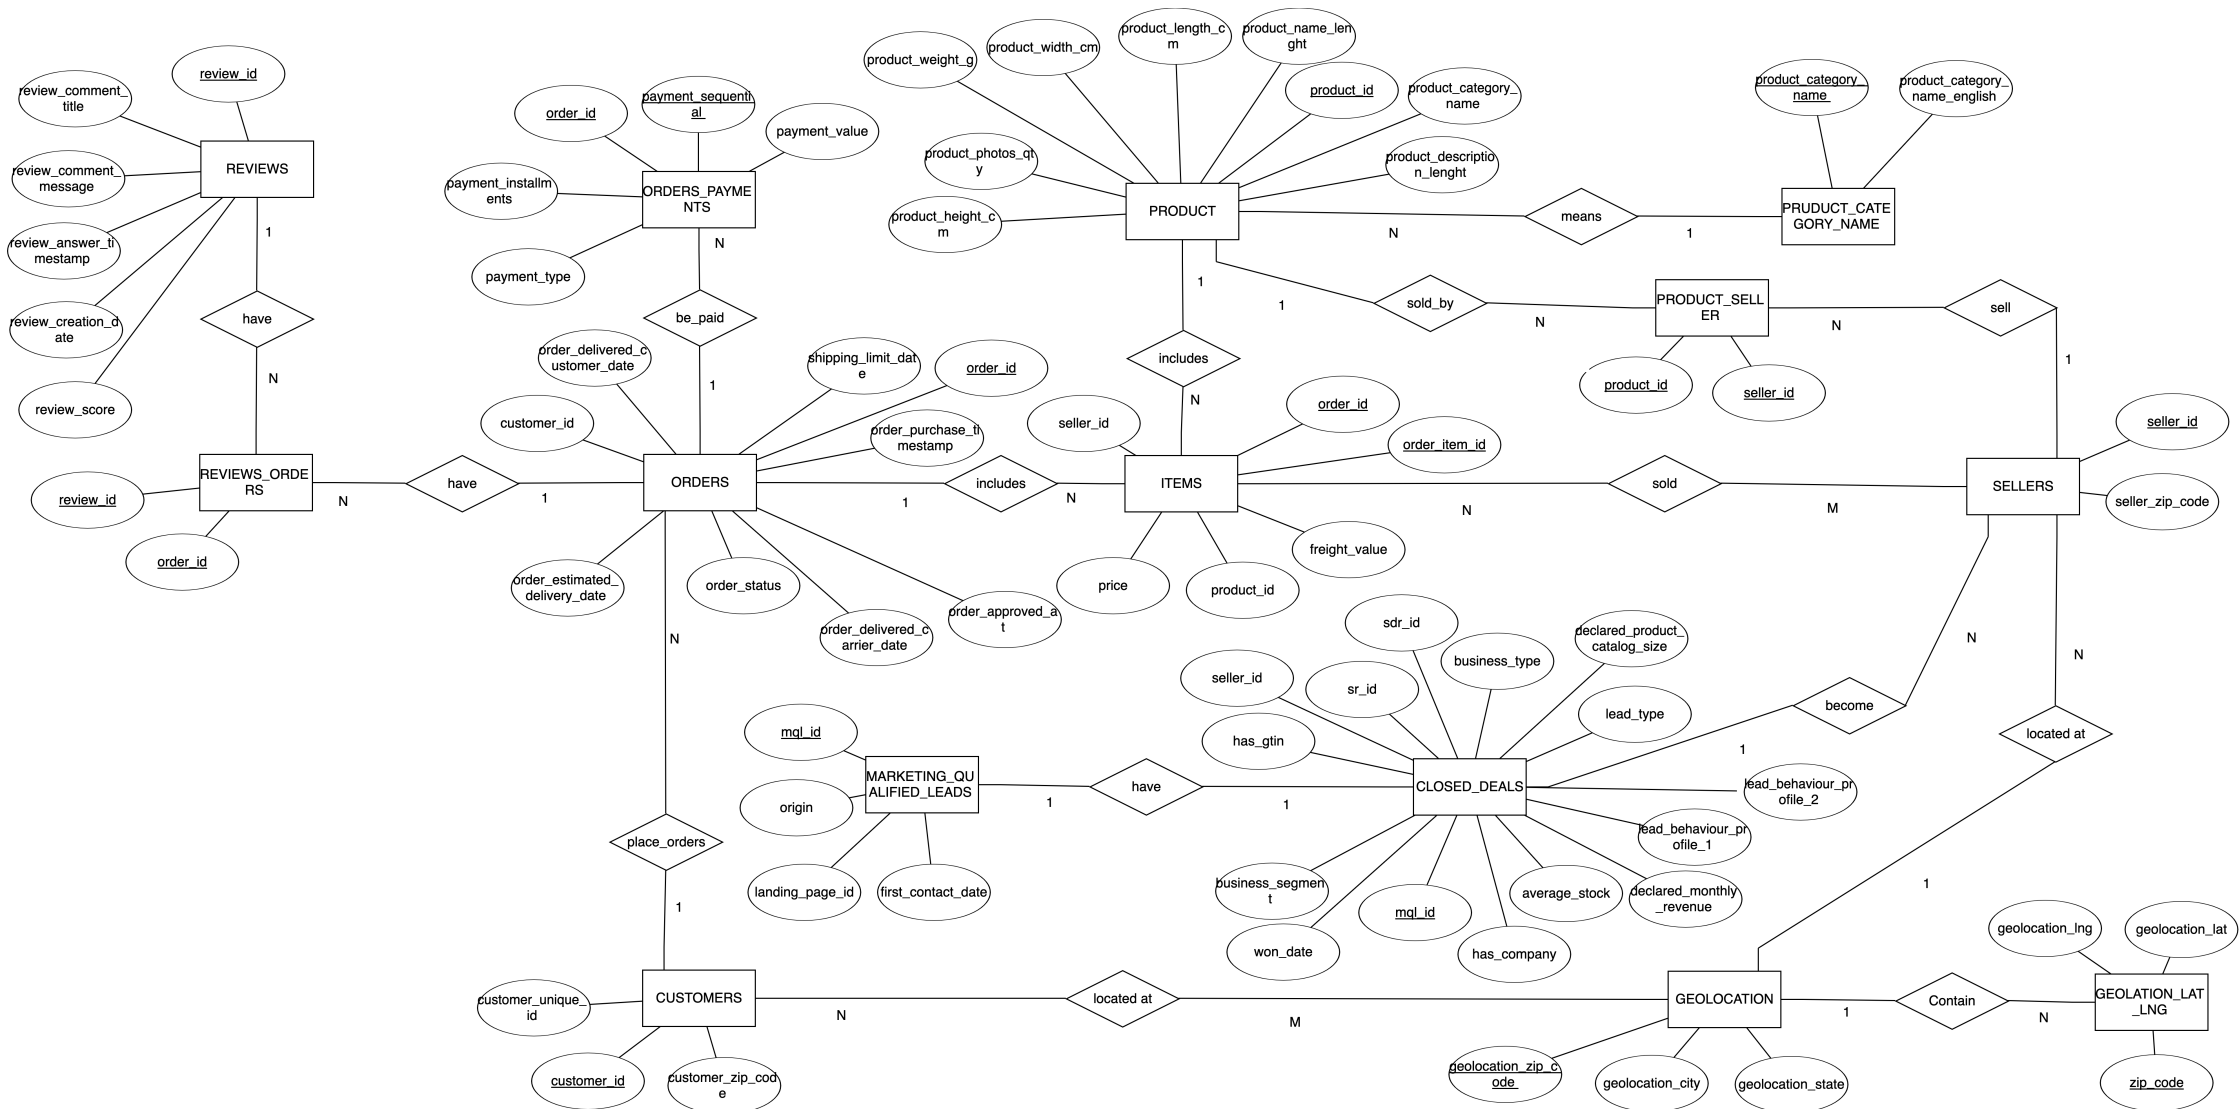 review_id
review_comment_
title
REVIEWS
review_comment_
message
review_answer_ti
mestamp
review_creation_d
ate
review_score
1
have
N
REVIEWS_ORDE
RS
review_id
order_id
N
have
1
order_id
payment_sequenti
al
payment_value
payment_installm
ents
ORDERS_PAYME
NTS
payment_type
N
be_paid
1
order_delivered_c
ustomer_date
shipping_limit_dat
e
order_id
customer_id
order_purchase_ti
mestamp
ORDERS
order_estimated_
delivery_date
order_status
order_delivered_c
arrier_date
order_approved_a
t
1
includes
N
N
place_orders
1
product_weight_g
product_width_cm
product_length_c
m
product_name_len
ght
product_id
product_category_
name
product_photos_qt
y
product_descriptio
n_lenght
product_height_c
m
PRODUCT
N
means
1
product_category_
name
product_category_
name_english
PRUDUCT_CATE
GORY_NAME
1
includes
N
1
sold_by
N
PRODUCT_SELL
ER
product_id
seller_id
N
sell
1
seller_id
order_id
order_item_id
ITEMS
price
product_id
freight_value
N
sold
M
seller_id
SELLERS
seller_zip_code
N
become
1
N
located at
1
mql_id
origin
MARKETING_QU
ALIFIED_LEADS
landing_page_id
first_contact_date
1
have
1
seller_id
sdr_id
sr_id
business_type
declared_product_
catalog_size
lead_type
has_gtin
CLOSED_DEALS
lead_behaviour_pr
ofile_2
lead_behaviour_pr
ofile_1
business_segmen
t
won_date
mql_id
has_company
average_stock
declared_monthly
_revenue
customer_unique_
id
CUSTOMERS
customer_id
customer_zip_cod
e
N
located at
M
GEOLOCATION
geolocation_zip_c
ode
geolocation_city
geolocation_state
1
Contain
N
geolocation_lng
geolocation_lat
GEOLATION_LAT
_LNG
zip_code